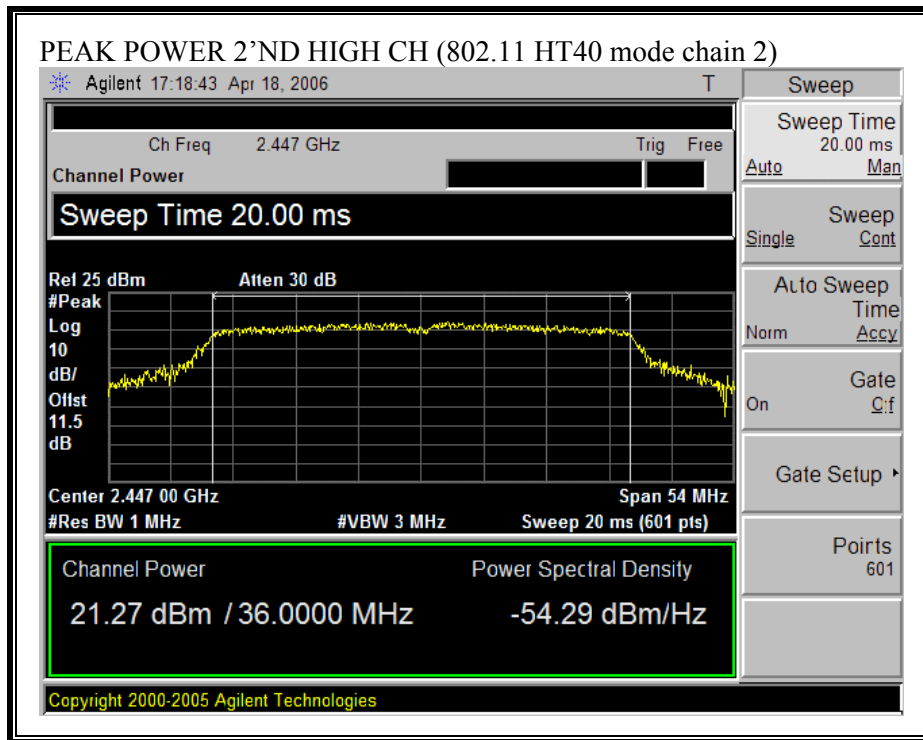 PEAK POWER 2'ND HIGH CH (802.11 HT40 mode chain 2)
Agilent 17:18:43 Apr 18, 2006 T
Ch Freq 2.447 GHz Trig Free
Channel Power
Sweep Time 20.00 ms
Ref 25 dBm Atten 30 dB
#Peak
Log
10
dB/
Offst
11.5
dB
Center 2.447 00 GHz Span 54 MHz
#Res BW 1 MHz #VBW 3 MHz Sweep 20 ms (601 pts)
Channel Power Power Spectral Density
21.27 dBm / 36.0000 MHz -54.29 dBm/Hz
Copyright 2000-2005 Agilent Technologies
Sweep
Sweep Time
20.00 ms
Auto Man
Sweep
Single Cont
Auto Sweep
Time
Norm Accy
Gate
On Off
Gate Setup
Points
601